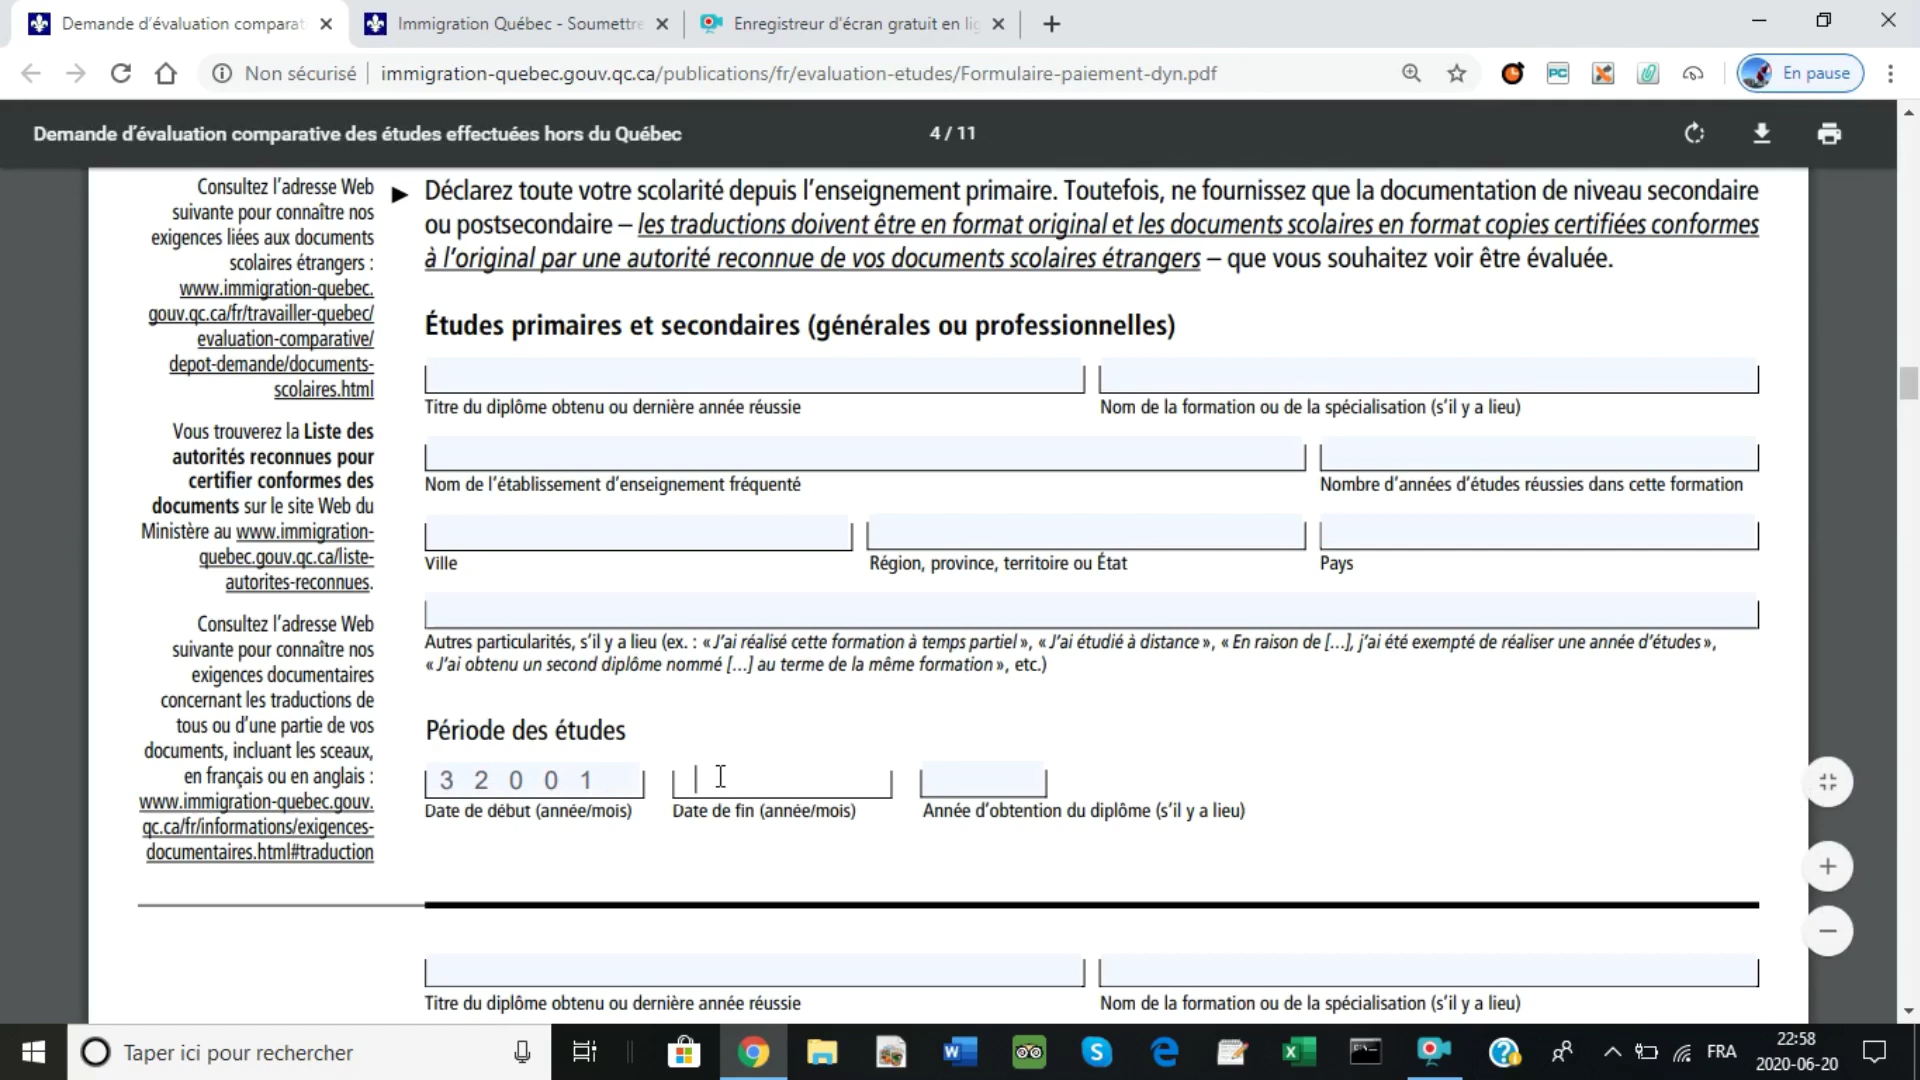 Demande d'évaluation comparat
Immigration Québec - Soumettre
Enregistreur d'écran gratuit en lig
Non sécurisé
immigration-quebec.gouv.qc.ca/publications/fr/evaluation-etudes/Formulaire-paiement-dyn.pdf
PC
En pause
Demande d'évaluation comparative des études effectuées hors du Québec
4 / 11
Consultez l'adresse Web
suivante pour connaître nos
exigences liées aux documents
scolaires étrangers :
www.immigration-quebec.
gouv.qc.ca/fr/travailler-quebec/
evaluation-comparative/
depot-demande/documents-
scolaires.html
Vous trouverez la Liste des
autorités reconnues pour
certifier conformes des
documents sur le site Web du
Ministère au www.immigration-
quebec.gouv.qc.ca/liste-
autorites-reconnues.
Consultez l'adresse Web
suivante pour connaître nos
exigences documentaires
concernant les traductions de
tous ou d'une partie de vos
documents, incluant les sceaux,
en français ou en anglais :
www.immigration-quebec.gouv.
qc.ca/fr/informations/exigences-
documentaires.html#traduction
► Déclarez toute votre scolarité depuis l'enseignement primaire. Toutefois, ne fournissez que la documentation de niveau secondaire
ou postsecondaire – les traductions doivent être en format original et les documents scolaires en format copies certifiées conformes
à l'original par une autorité reconnue de vos documents scolaires étrangers – que vous souhaitez voir être évaluée.
Études primaires et secondaires (générales ou professionnelles)
Titre du diplôme obtenu ou dernière année réussie
Nom de la formation ou de la spécialisation (s'il y a lieu)
Nom de l'établissement d'enseignement fréquenté
Nombre d'années d'études réussies dans cette formation
Ville
Région, province, territoire ou État
Pays
Autres particularités, s'il y a lieu (ex. : « J'ai réalisé cette formation à temps partiel », « J'ai étudié à distance », « En raison de [...], j'ai été exempté de réaliser une année d'études »,
« J'ai obtenu un second diplôme nommé [...] au terme de la même formation », etc.)
Période des études
3 2 0 0 1
Date de début (année/mois)
Date de fin (année/mois)
Année d'obtention du diplôme (s'il y a lieu)
Titre du diplôme obtenu ou dernière année réussie
Nom de la formation ou de la spécialisation (s'il y a lieu)
Taper ici pour rechercher
FRA
22:58
2020-06-20